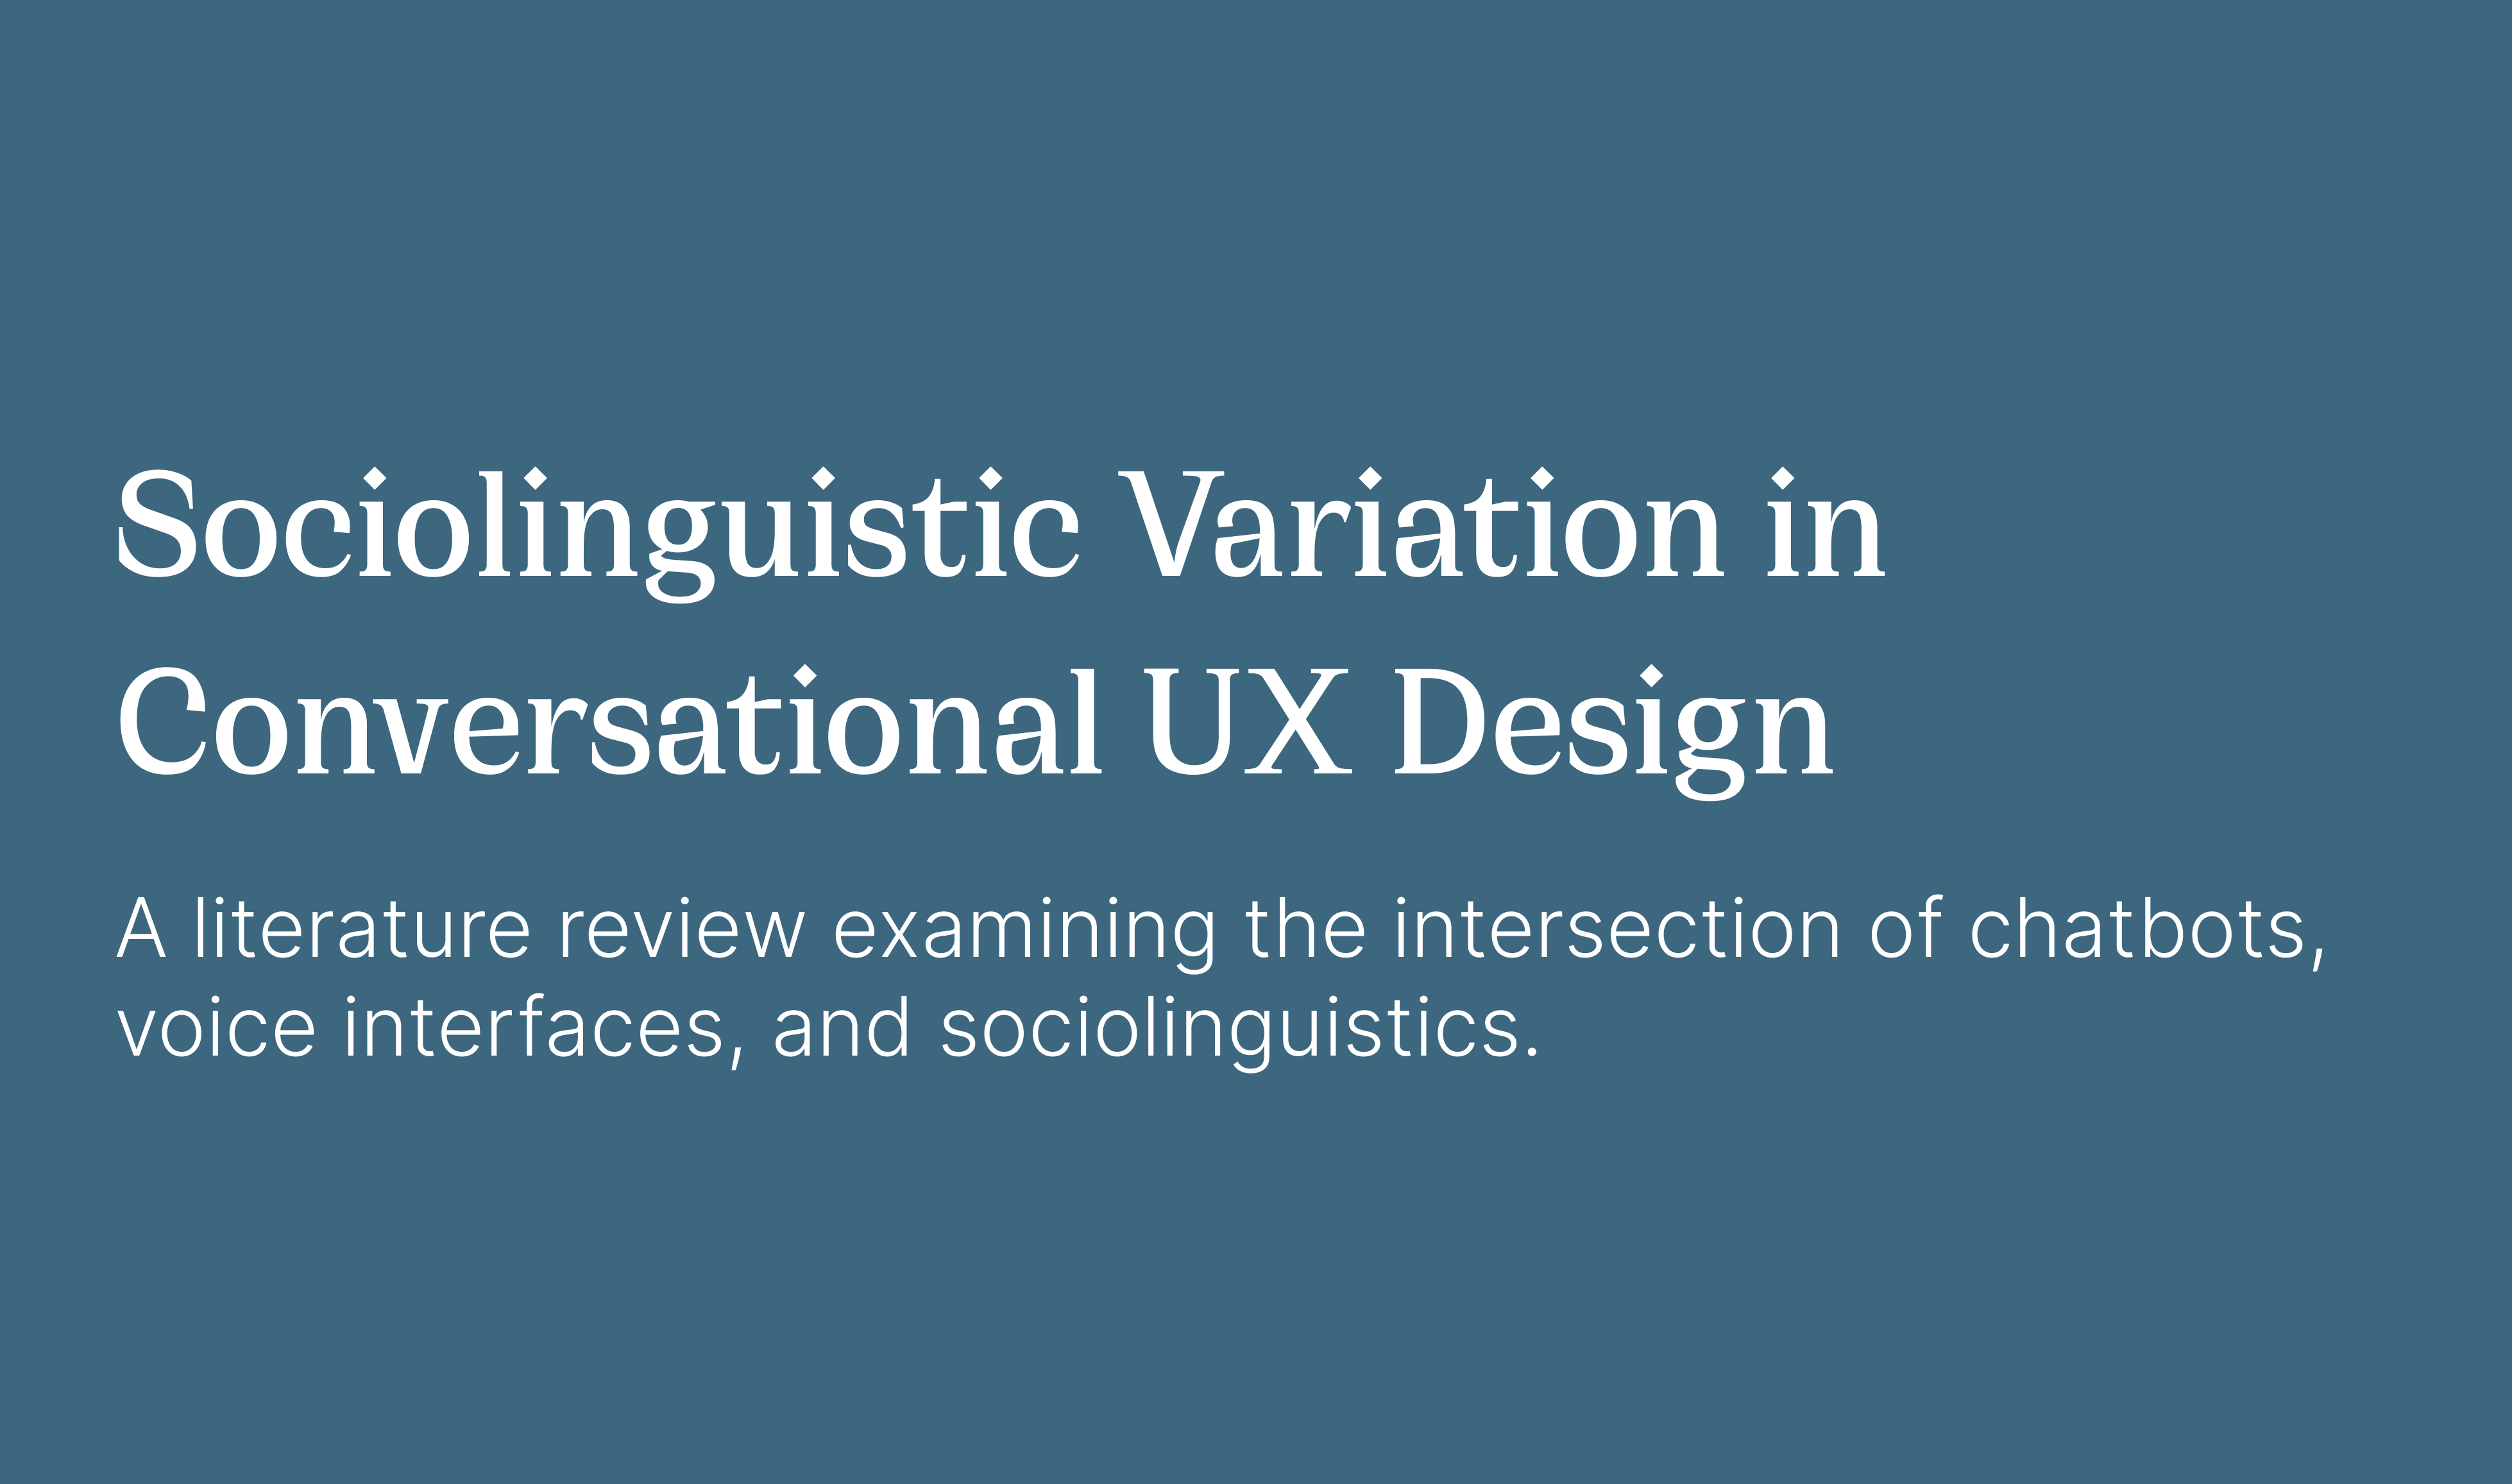 Sociolinguistic Variation in
Conversational UX Design
A literature review examining the intersection of chatbots,
voice interfaces, and sociolinguistics.